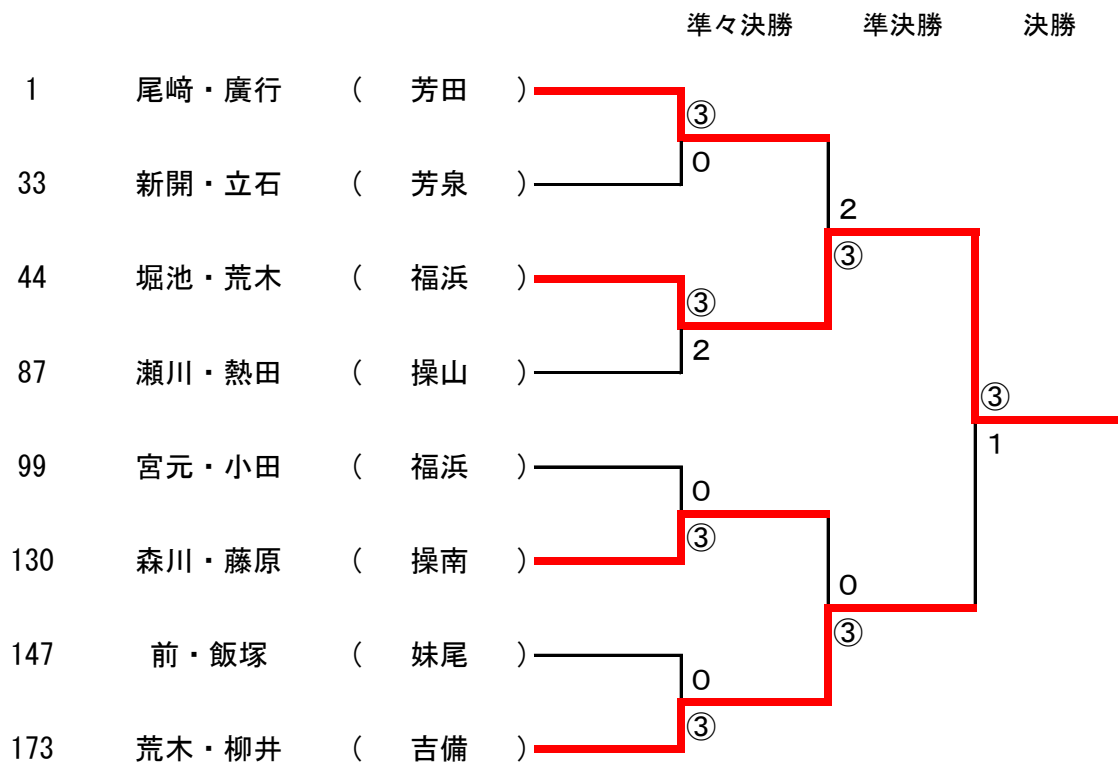 準々決勝 準決勝 決勝
1 尾﨑・廣行 ( 芳田 )
③
0
33 新開・立石 ( 芳泉 )
2
③
44 堀池・荒木 ( 福浜 )
③
2
87 瀬川・熱田 ( 操山 )
③
1
99 宮元・小田 ( 福浜 )
0
③
130 森川・藤原 ( 操南 )
0
③
147 前・飯塚 ( 妹尾 )
0
③
173 荒木・柳井 ( 吉備 )